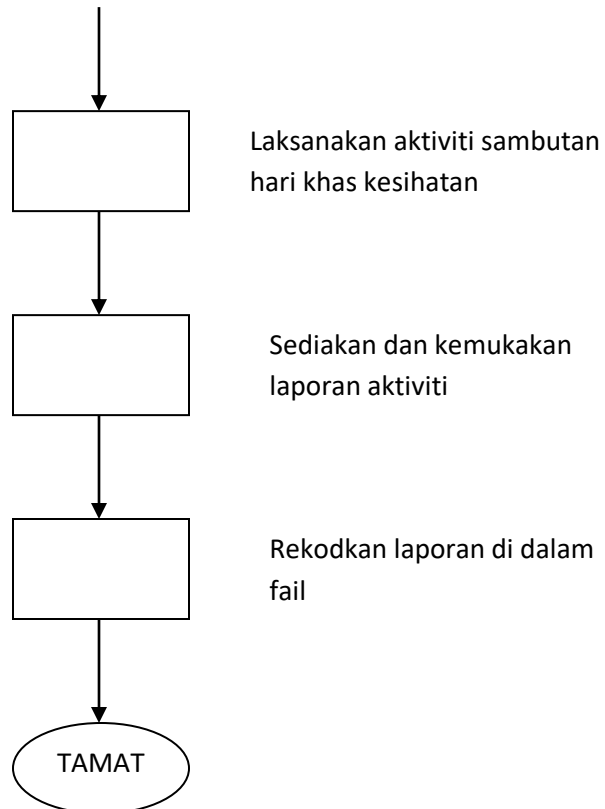 Laksanakan aktiviti sambutan
hari khas kesihatan
Sediakan dan kemukakan
laporan aktiviti
Rekodkan laporan di dalam
fail
TAMAT